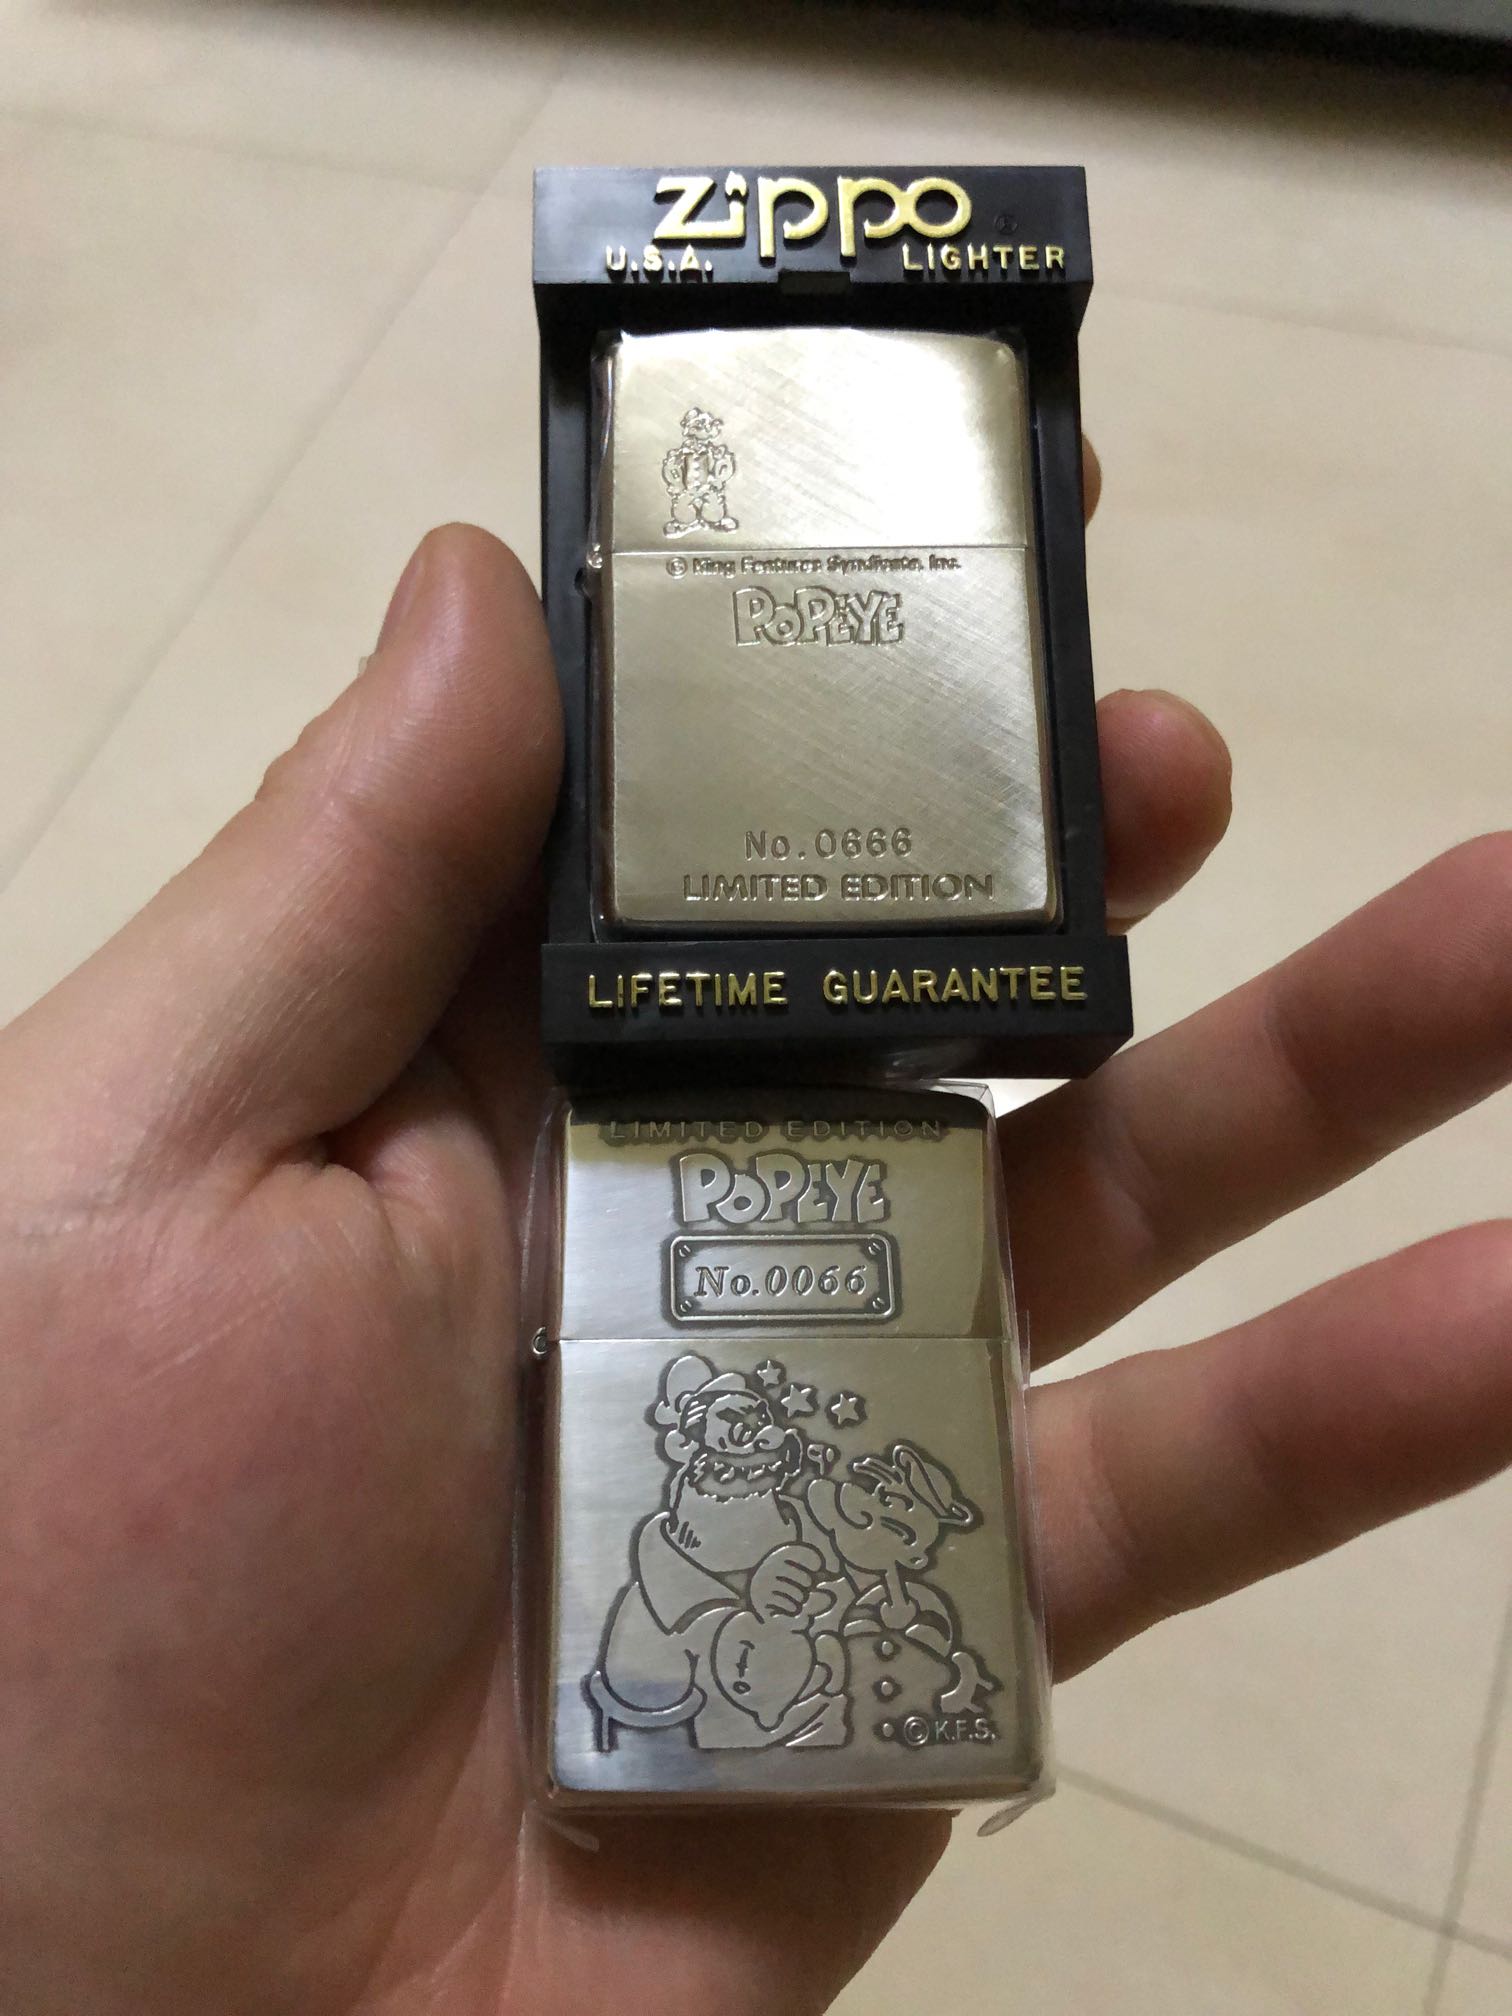 Zippo ®
U.S.A. LIGHTER
© King Features Syndicate, Inc.
POPEYE
No.0666
LIMITED EDITION
LIFETIME GUARANTEE
LIMITED EDITION
POPEYE
No.0066
© K.F.S.